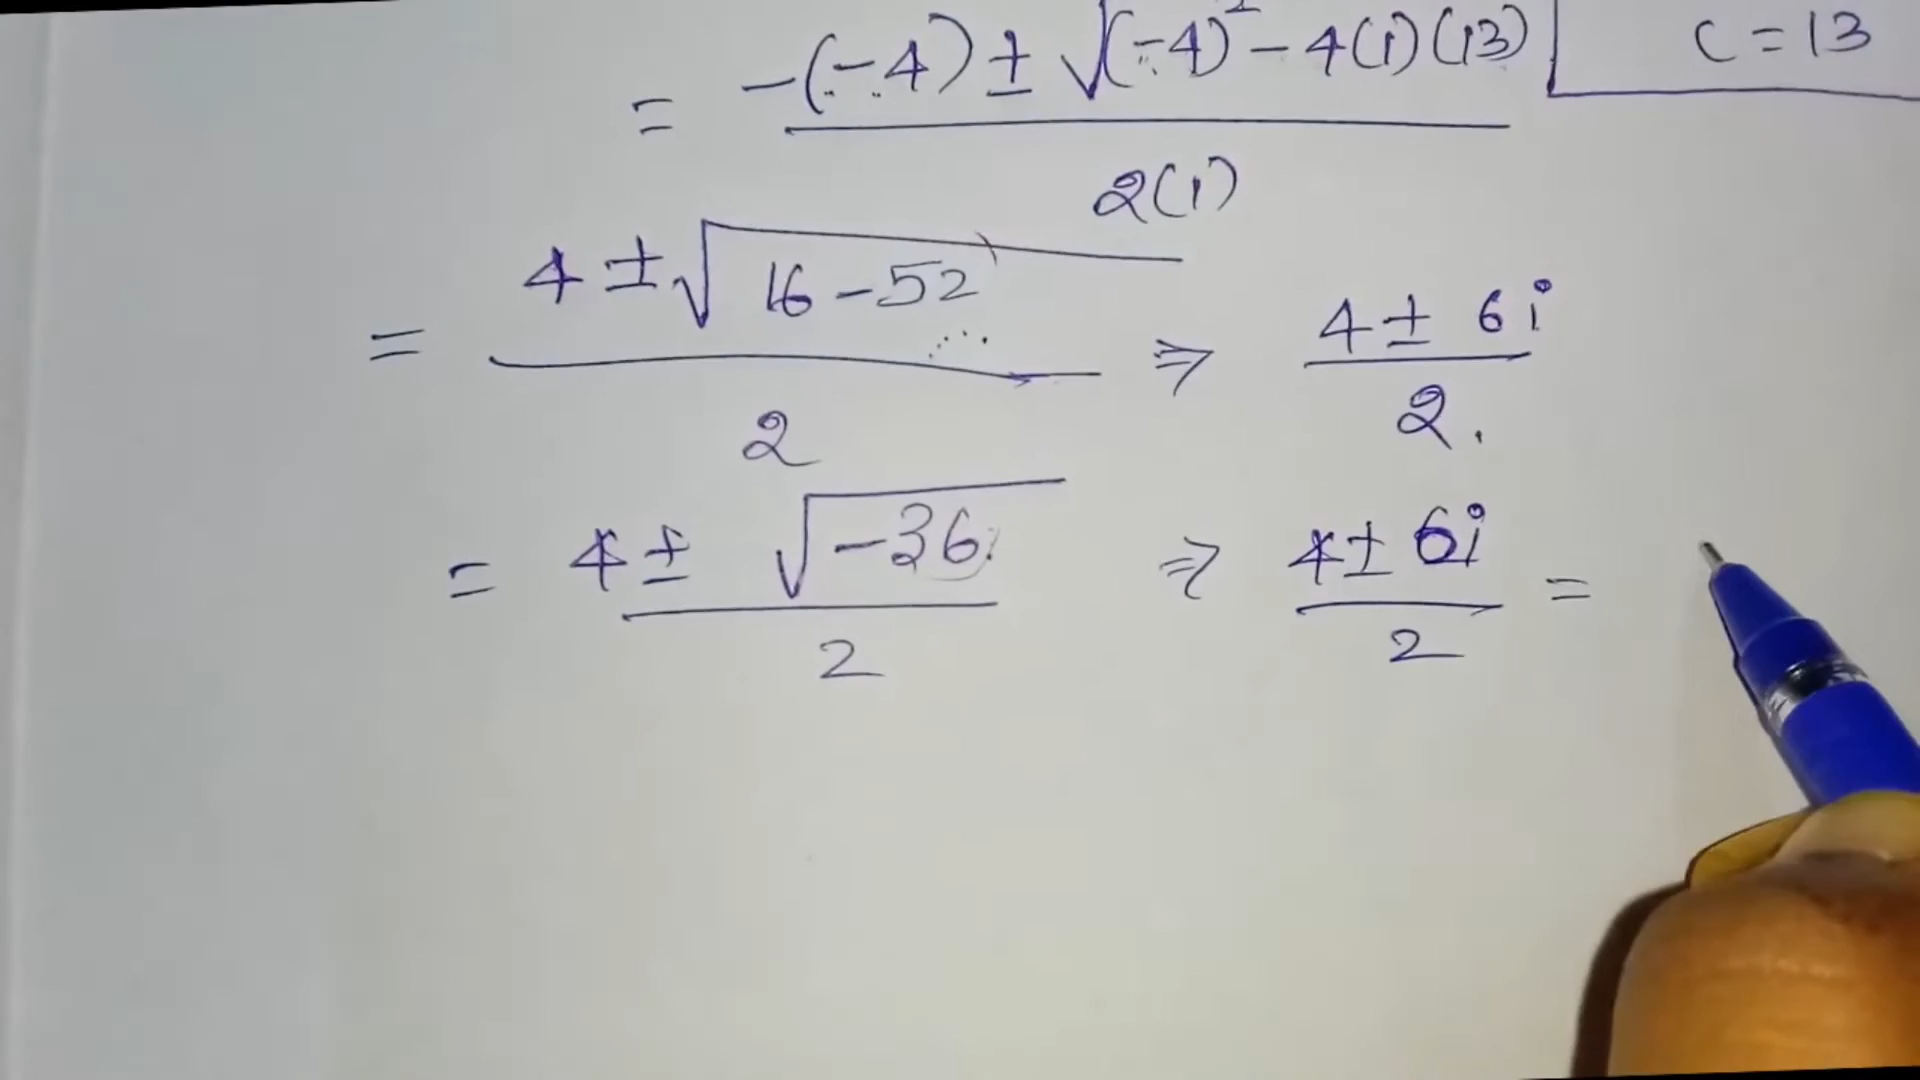 = -(-4) ± √(-4)² - 4(1)(13) / 2(1)
c = 13
= 4 ± √16 - 52 / 2 ⇒ 4 ± 6i / 2.
= 4 ± √-36 / 2 ⇒ 4 ± 6i / 2 =